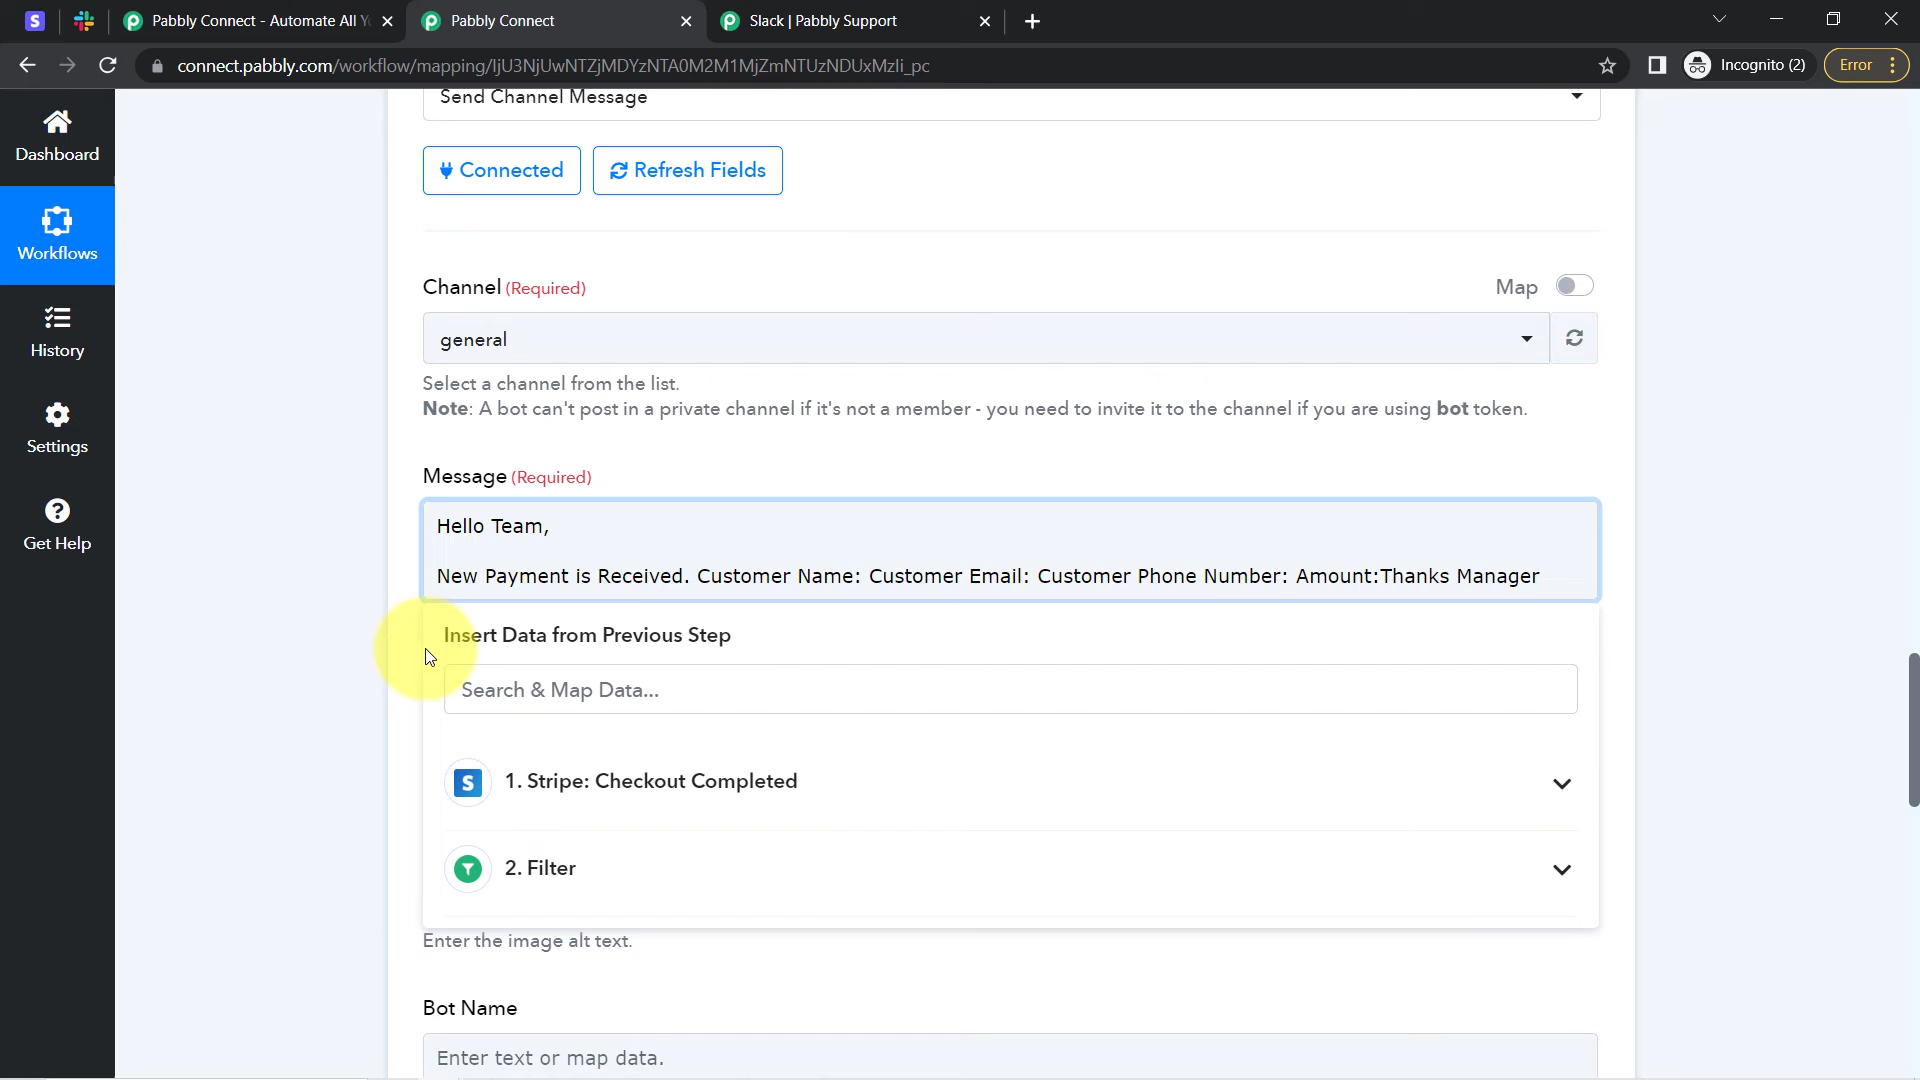 Pabbly Connect - Automate All Y
Pabbly Connect
Slack | Pabbly Support
connect.pabbly.com/workflow/mapping/IjU3NjUwNTZjMDYzNTA0M2M1MjZmNTUzNDUxMzIi_pc
Incognito (2)
Error
Dashboard
Workflows
History
Settings
Get Help
Send Channel Message
Connected
Refresh Fields
Channel (Required)
Map
general
Select a channel from the list.
Note: A bot can't post in a private channel if it's not a member - you need to invite it to the channel if you are using bot token.
Message (Required)
Hello Team,
New Payment is Received. Customer Name: Customer Email: Customer Phone Number: Amount:Thanks Manager
Insert Data from Previous Step
Search & Map Data...
S
1. Stripe: Checkout Completed
2. Filter
Enter the image alt text.
Bot Name
Enter text or map data.